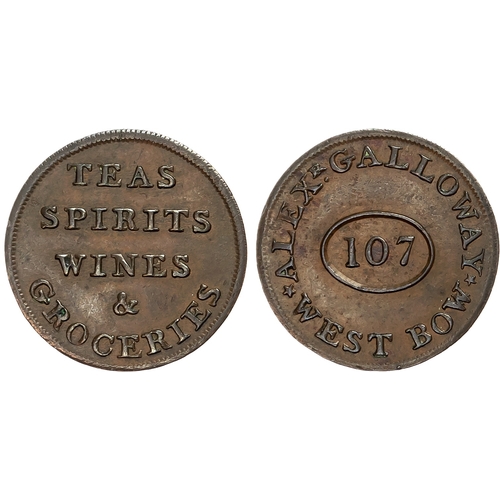 TEAS
SPIRITS
WINES
&
GROCERIES
ALEXR. GALLOWAY
107
WEST BOW